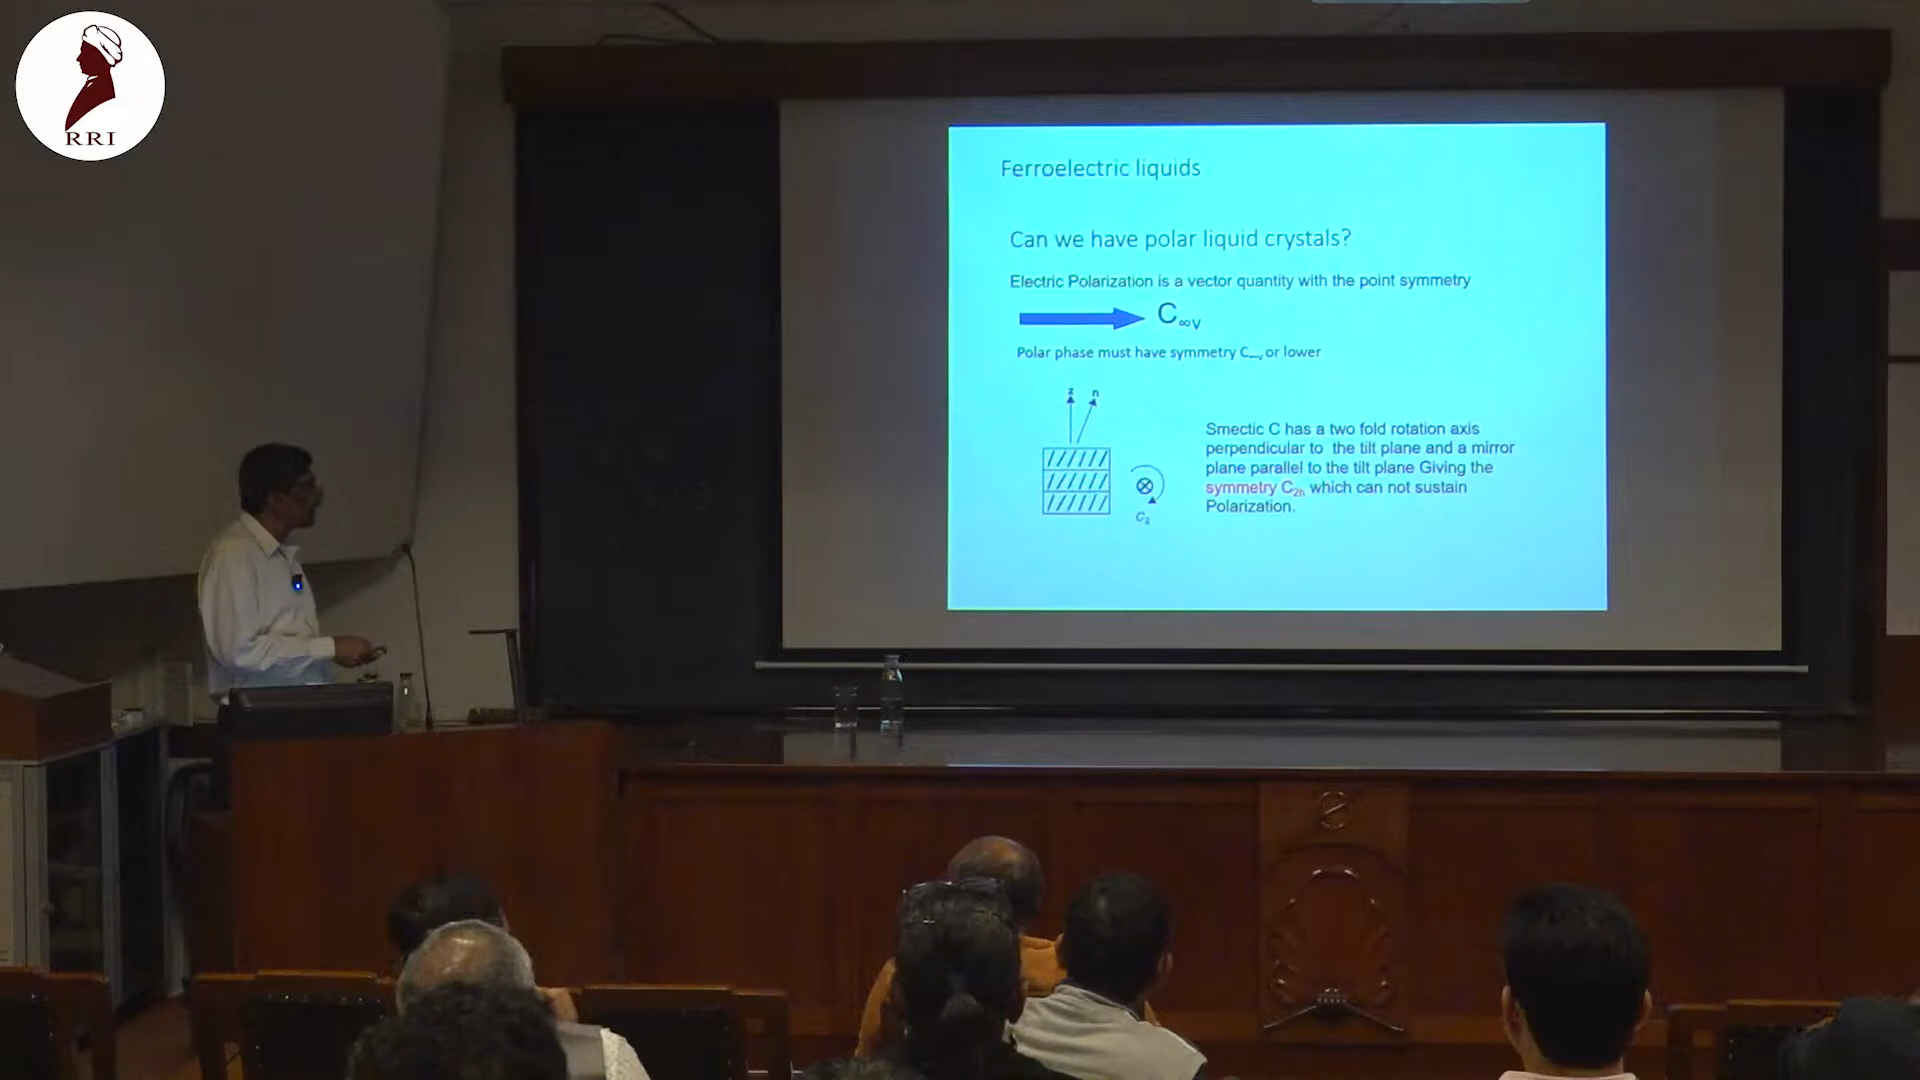 RRI
Ferroelectric liquids
Can we have polar liquid crystals?
Electric Polarization is a vector quantity with the point symmetry
C∞v
Polar phase must have symmetry C∞v or lower
z n
Smectic C has a two fold rotation axis
perpendicular to the tilt plane and a mirror
plane parallel to the tilt plane Giving the
symmetry C2h which can not sustain
Polarization.
C2